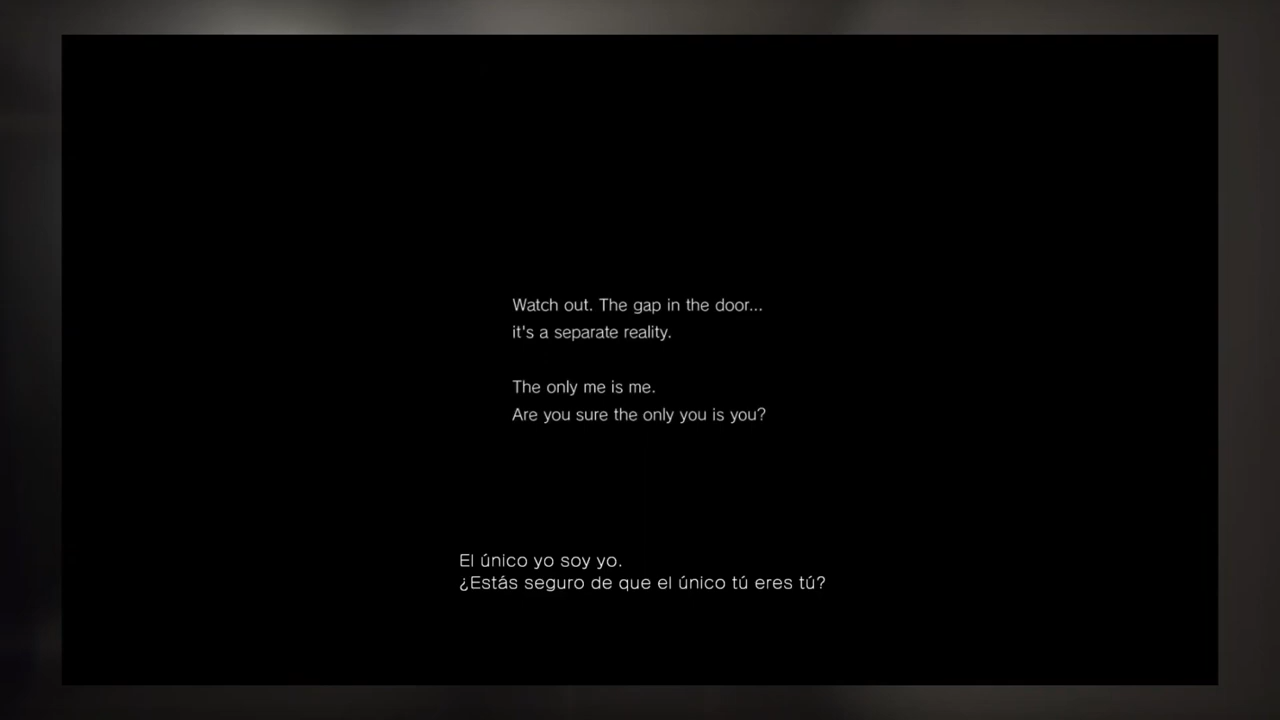 Watch out. The gap in the door...
it's a separate reality.
The only me is me.
Are you sure the only you is you?
El único yo soy yo.
¿Estás seguro de que el único tú eres tú?